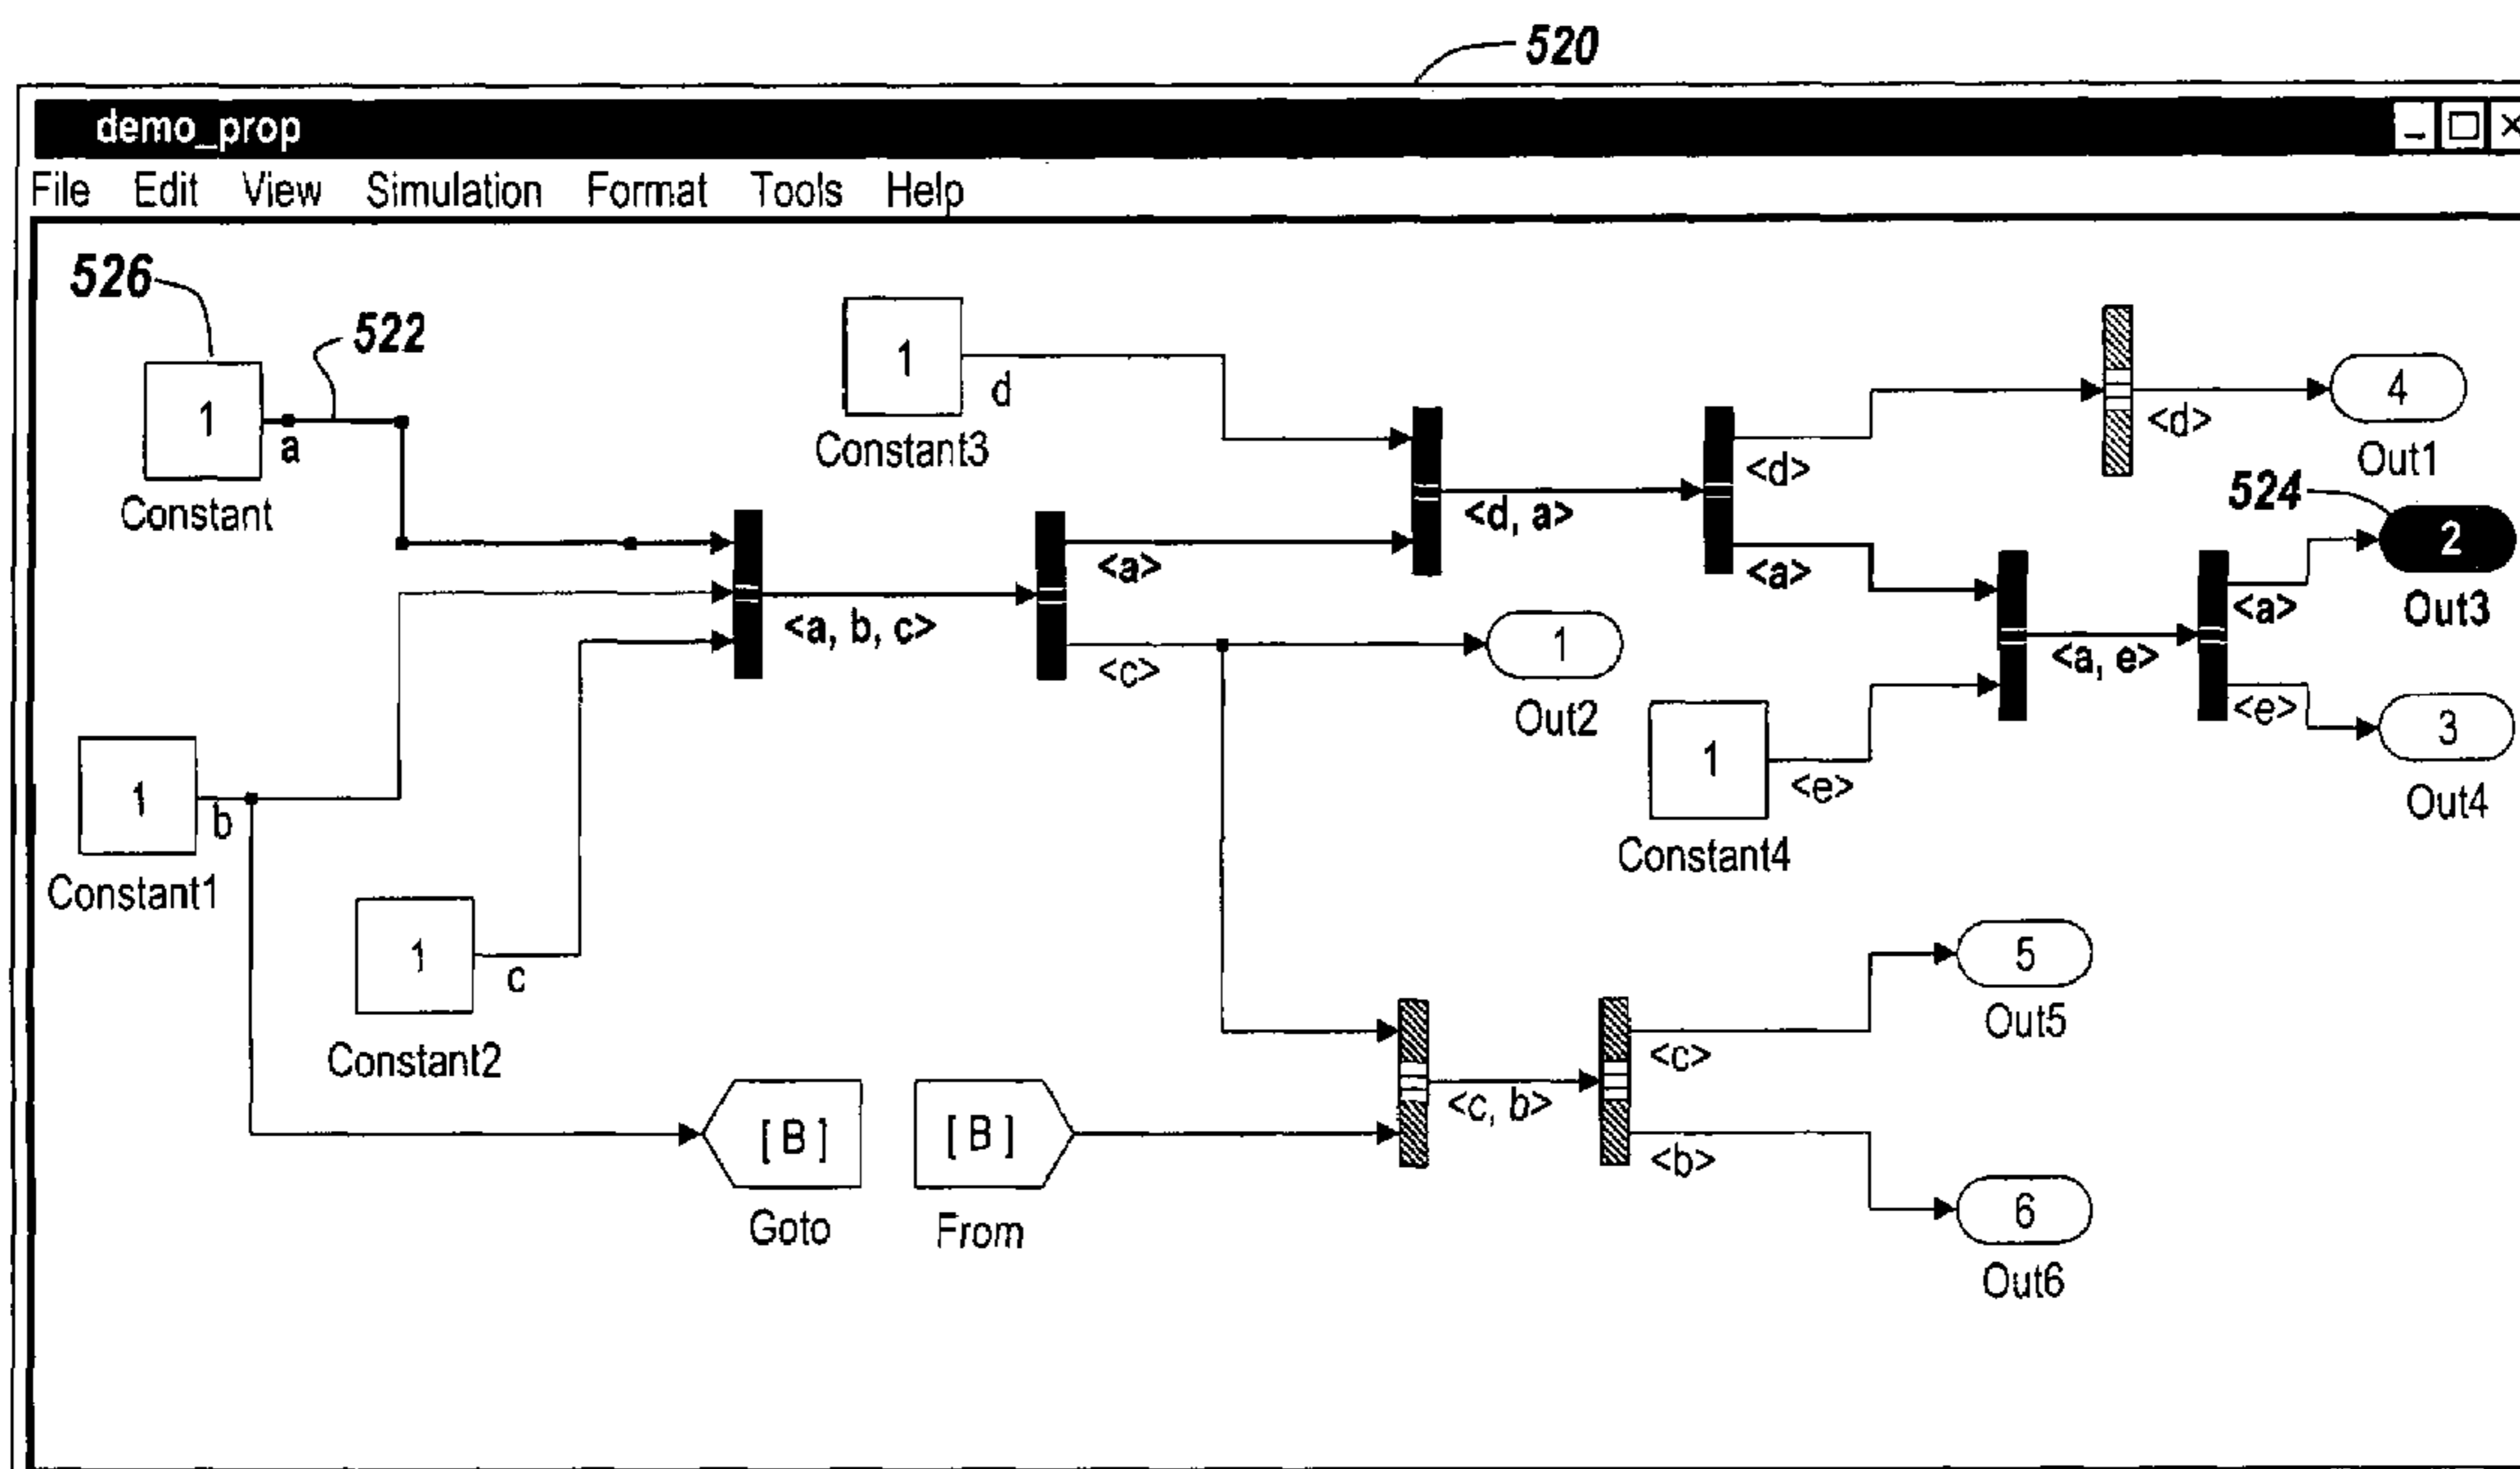 520
demo_prop
File Edit View Simulation Format Tools Help
526
522
1
a
Constant
1
d
Constant3
<d>
4
Out1
<d, a>
<d>
524
2
Out3
<a, b, c>
<a>
<a>
<a>
<c>
1
Out2
<a, e>
<e>
3
Out4
1
<e>
Constant4
1
b
Constant1
1
c
Constant2
5
Out5
<c>
<c, b>
<b>
[B]
Goto
[B]
From
6
Out6